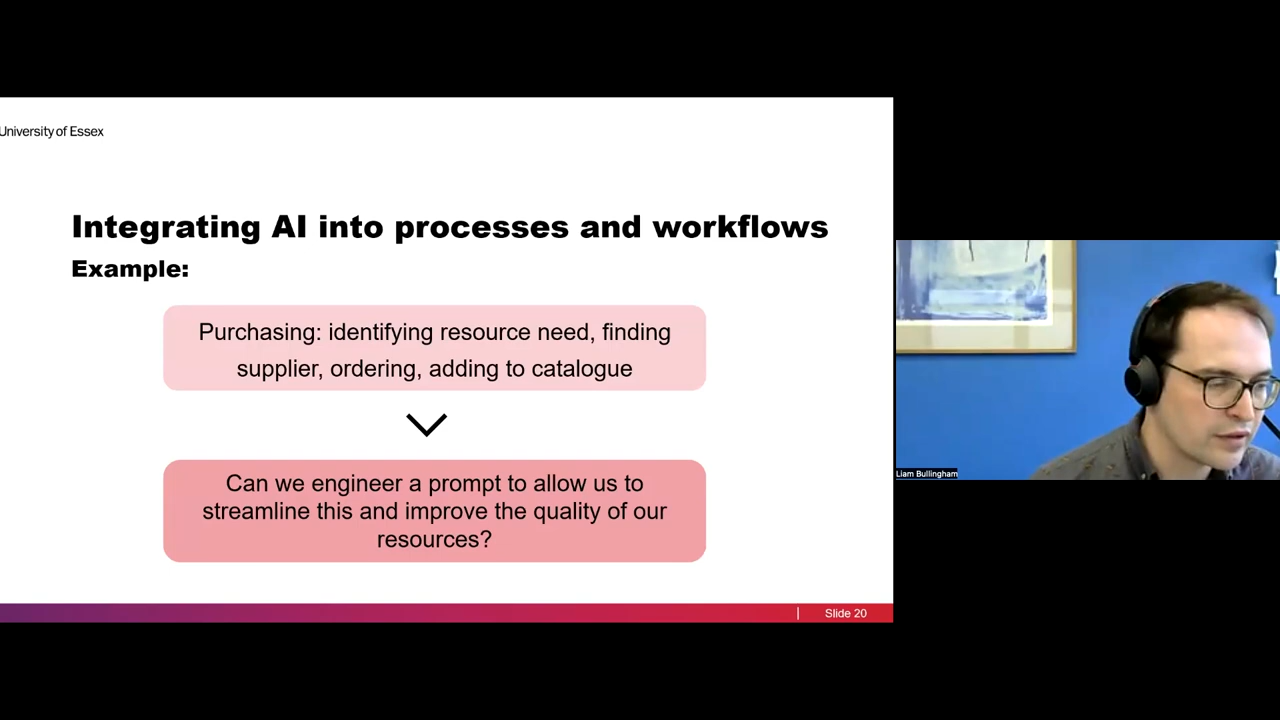 University of Essex
Integrating AI into processes and workflows
Example:
Purchasing: identifying resource need, finding
supplier, ordering, adding to catalogue
Can we engineer a prompt to allow us to
streamline this and improve the quality of our
resources?
Slide 20
Liam Bullingham